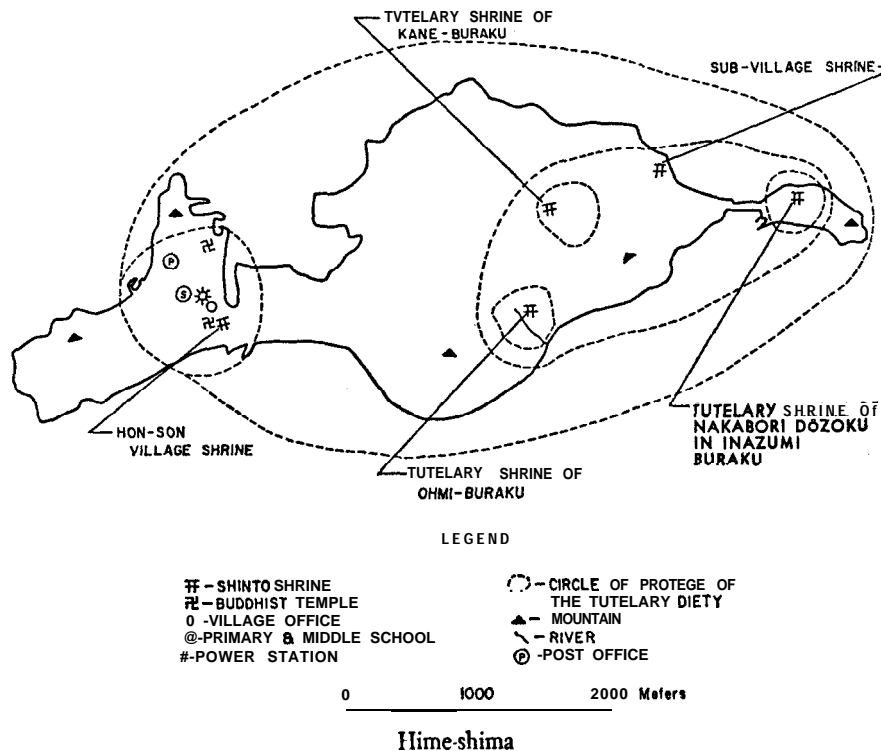 TVTELARY SHRINE OF
KANE-BURAKU
SUB-VILLAGE SHRINE-
P
S
HON-SON
VILLAGE SHRINE
TUTELARY SHRINE OF
OHMI-BURAKU
TUTELARY SHRINE OF
NAKABORI DŌZOKU
IN INAZUMI
BURAKU
LEGEND
⛩-SHINTO SHRINE
卍-BUDDHIST TEMPLE
0 -VILLAGE OFFICE
@-PRIMARY & MIDDLE SCHOOL
#-POWER STATION
-CIRCLE OF PROTEGE OF
THE TUTELARY DIETY
▲- MOUNTAIN
-RIVER
Ⓟ -POST OFFICE
0 1000 2000 Mefers
Hime-shima